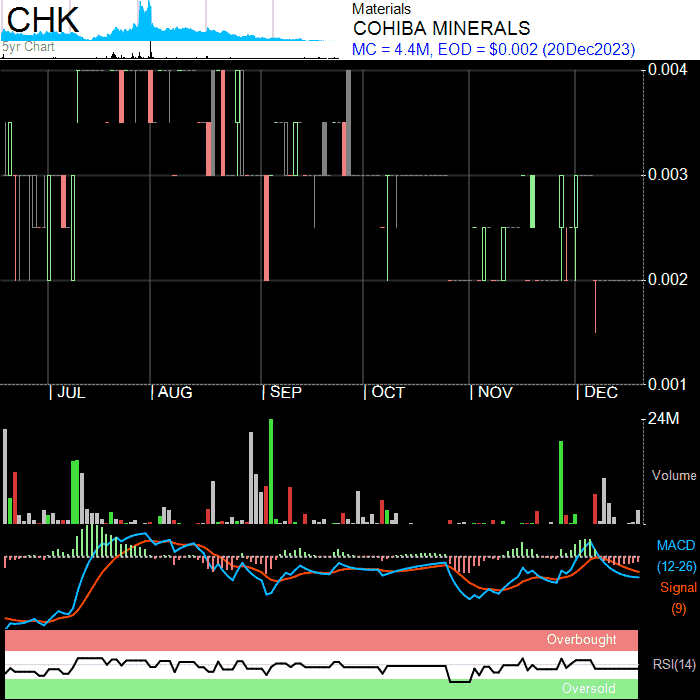 CHK
5yr Chart
Materials
COHIBA MINERALS
MC = 4.4M, EOD = $0.002 (20Dec2023)
0.004
0.003
0.002
0.001
| JUL | AUG | SEP | OCT | NOV | DEC
24M
Volume
MACD
(12-26)
Signal
(9)
Overbought
RSI(14)
Oversold